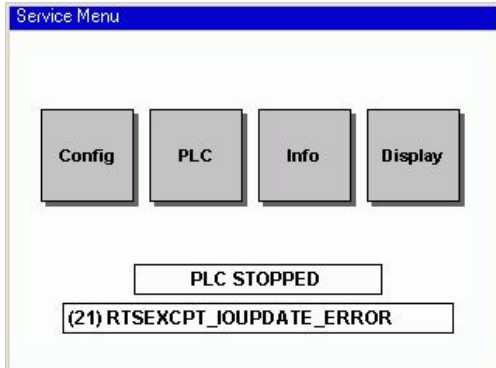 Service Menu
Config PLC Info Display
PLC STOPPED
(21) RTSEXCPT_IOUPDATE_ERROR